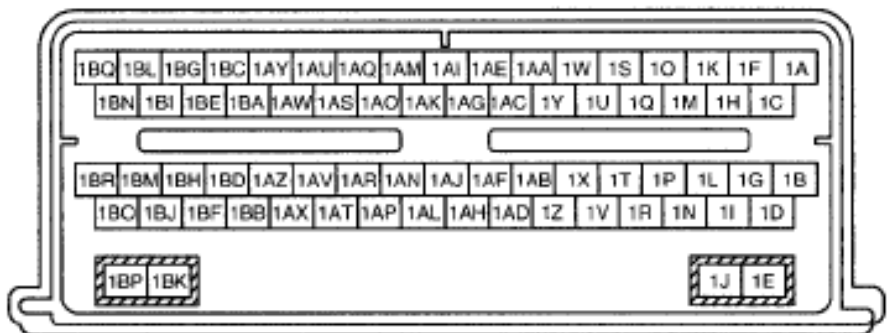 1BQ 1BL 1BG 1BC 1AY 1AU 1AQ 1AM 1AI 1AE 1AA 1W 1S 1O 1K 1F 1A
1BN 1BI 1BE 1BA 1AW 1AS 1AO 1AK 1AG 1AC 1Y 1U 1Q 1M 1H 1C
1BR 1BM 1BH 1BD 1AZ 1AV 1AR 1AN 1AJ 1AF 1AB 1X 1T 1P 1L 1G 1B
1BO 1BJ 1BF 1BB 1AX 1AT 1AP 1AL 1AH 1AD 1Z 1V 1R 1N 1I 1D
1BP 1BK 1J 1E